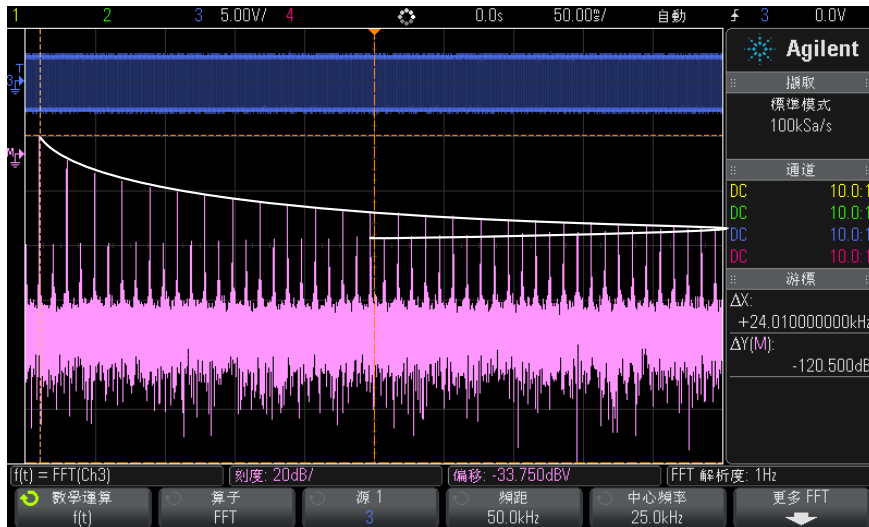 1 2 3 5.00V/ 4 0.0s 50.00ms/ 自動 3 0.0V
T
3
M
Agilent
擷取
標準模式
100kSa/s
通道
DC 10.0:1
DC 10.0:1
DC 10.0:1
DC 10.0:1
游標
ΔX:
+24.010000000kHz
ΔY(M):
-120.500dB
f(t) = FFT(Ch3) 刻度: 20dB/ 偏移: -33.750dBV FFT 解析度: 1Hz
數學運算 算子 源 1 頻距 中心頻率 更多 FFT
f(t) FFT 3 50.0kHz 25.0kHz